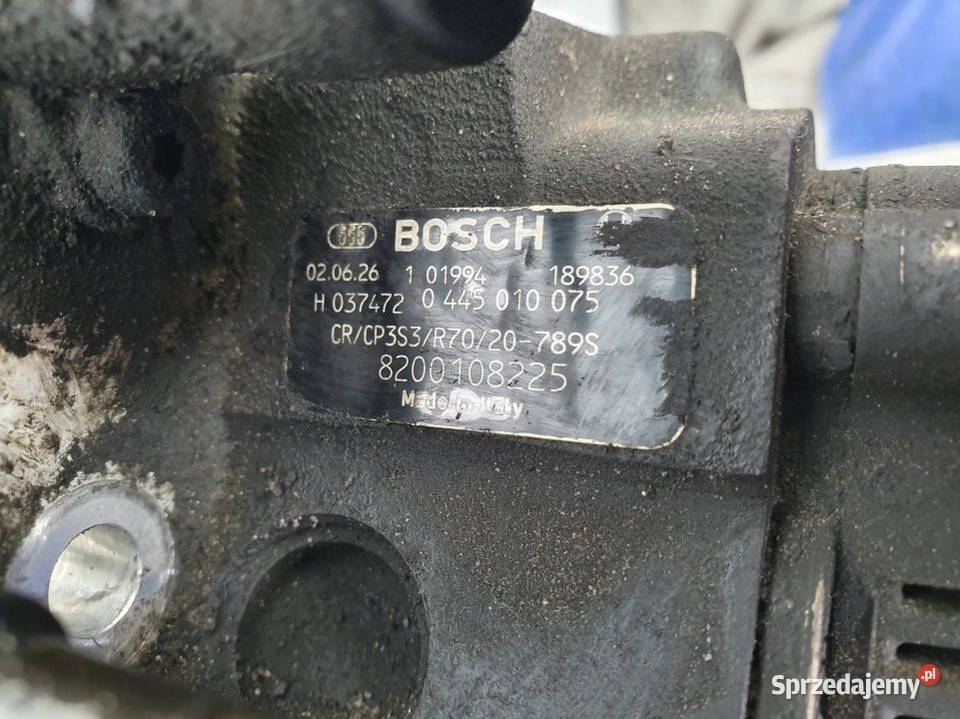 BOSCH
02.06.26 1 01994 189836
H 037472 0 445 010 075
CR/CP3S3/R70/20-789S
8200108225
Made in Italy
Sprzedajemy.pl